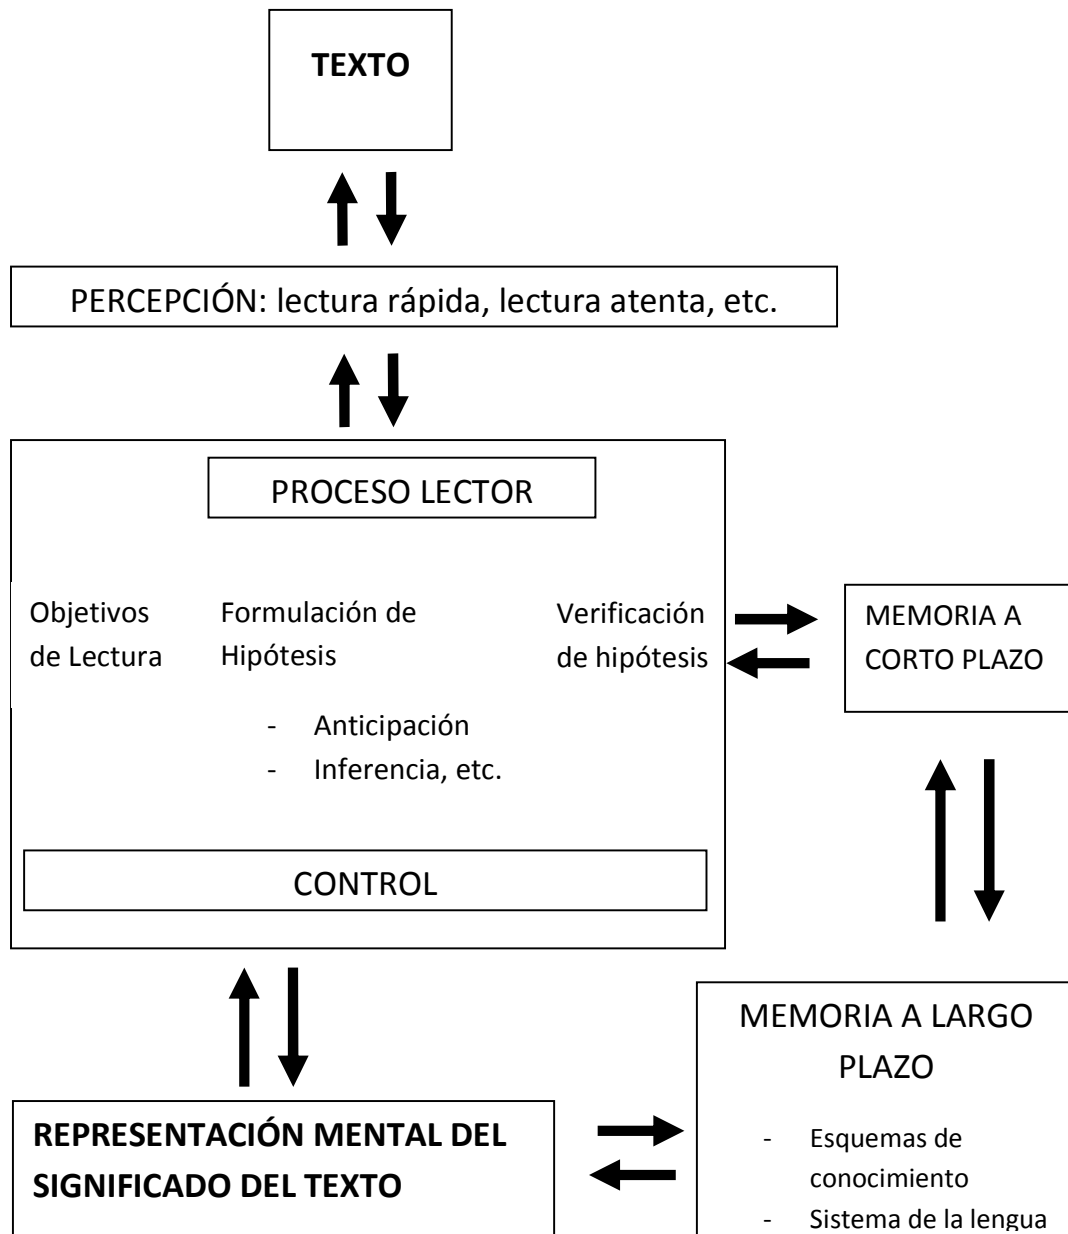 TEXTO
PERCEPCIÓN: lectura rápida, lectura atenta, etc.
PROCESO LECTOR
Objetivos
de Lectura
Formulación de
Hipótesis
- Anticipación
- Inferencia, etc.
Verificación
de hipótesis
MEMORIA A
CORTO PLAZO
CONTROL
MEMORIA A LARGO
PLAZO
- Esquemas de
conocimiento
- Sistema de la lengua
REPRESENTACIÓN MENTAL DEL
SIGNIFICADO DEL TEXTO